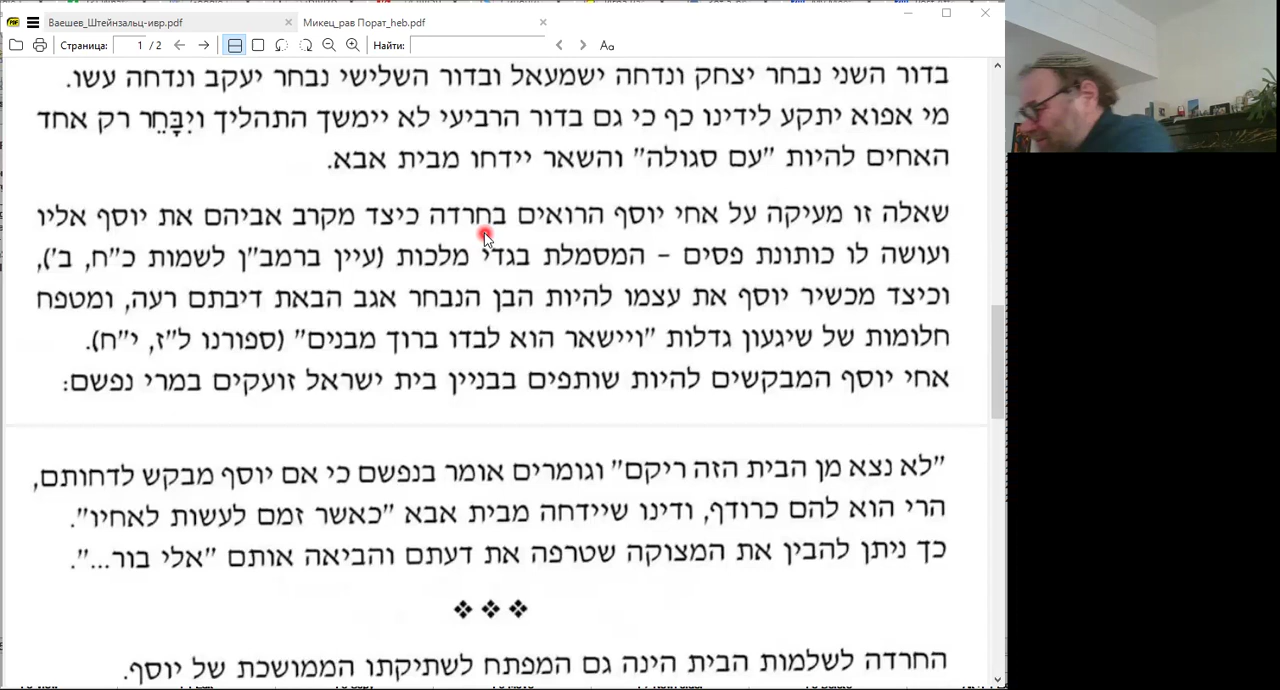 Ваешев_Штейнзальц-ивр.pdf
Микец_рав Порат_heb.pdf
Страница: 1 / 2 Найти: Aa
בדור השני נבחר יצחק ונדחה ישמעאל ובדור השלישי נבחר יעקב ונדחה עשו.
מי אפוא יתקע לידינו כף כי גם בדור הרביעי לא יימשך התהליך ויִבָּחֵר רק אחד
האחים להיות "עם סגולה" והשאר יידחו מבית אבא.
שאלה זו מעיקה על אחי יוסף הרואים בחרדה כיצד מקרב אביהם את יוסף אליו
ועושה לו כותונת פסים – המסמלת בגדי מלכות (עיין ברמב"ן לשמות כ"ח, ב'),
וכיצד מכשיר יוסף את עצמו להיות הבן הנבחר אגב הבאת דיבתם רעה, ומטפח
חלומות של שיגעון גדלות "ויישאר הוא לבדו ברוך מבנים" (ספורנו ל"ז, י"ח).
אחי יוסף המבקשים להיות שותפים בבניין בית ישראל זועקים במרי נפשם:
"לא נצא מן הבית הזה ריקם" וגומרים אומר בנפשם כי אם יוסף מבקש לדחותם,
הרי הוא להם כרודף, ודינו שיידחה מבית אבא "כאשר זמם לעשות לאחיו".
כך ניתן להבין את המצוקה שטרפה את דעתם והביאה אותם "אלי בור...".
❖ ❖ ❖
החרדה לשלמות הבית הינה גם המפתח לשתיקתו הממושכת של יוסף.